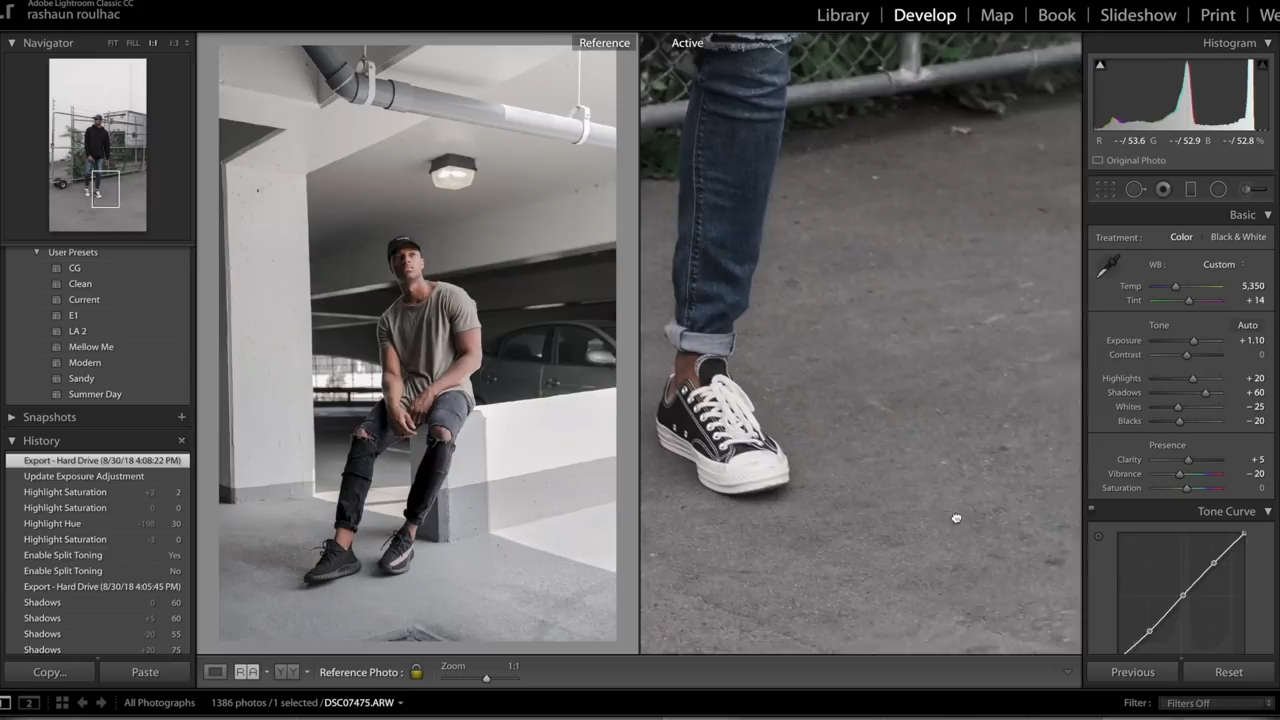 Adobe Lightroom Classic CC
rashaun roulhac
Library | Develop | Map | Book | Slideshow | Print |
Navigator FIT FILL 1:1 1:3
User Presets
CG
Clean
Current
E1
LA 2
Mellow Me
Modern
Sandy
Summer Day
Snapshots +
History ×
Export - Hard Drive (8/30/18 4:08:22 PM)
Update Exposure Adjustment
Highlight Saturation +2 2
Highlight Saturation 0 0
Highlight Hue -198 30
Highlight Saturation -3 0
Enable Split Toning Yes
Enable Split Toning No
Export - Hard Drive (8/30/18 4:05:45 PM)
Shadows 0 60
Shadows +5 60
Shadows -20 55
Shadows +20 75
Copy... Paste
Reference
Active
Reference Photo: Zoom 1:1
Histogram
R --/ 53.6 G --/ 52.9 B --/ 52.8 %
Original Photo
Basic
Treatment: Color Black & White
WB: Custom
Temp 5,350
Tint + 14
Tone Auto
Exposure + 1.10
Contrast 0
Highlights + 20
Shadows + 60
Whites − 25
Blacks − 20
Presence
Clarity + 5
Vibrance − 20
Saturation 0
Tone Curve
Previous Reset
2 All Photographs 1386 photos /1 selected /DSC07475.ARW
Filter: Filters Off